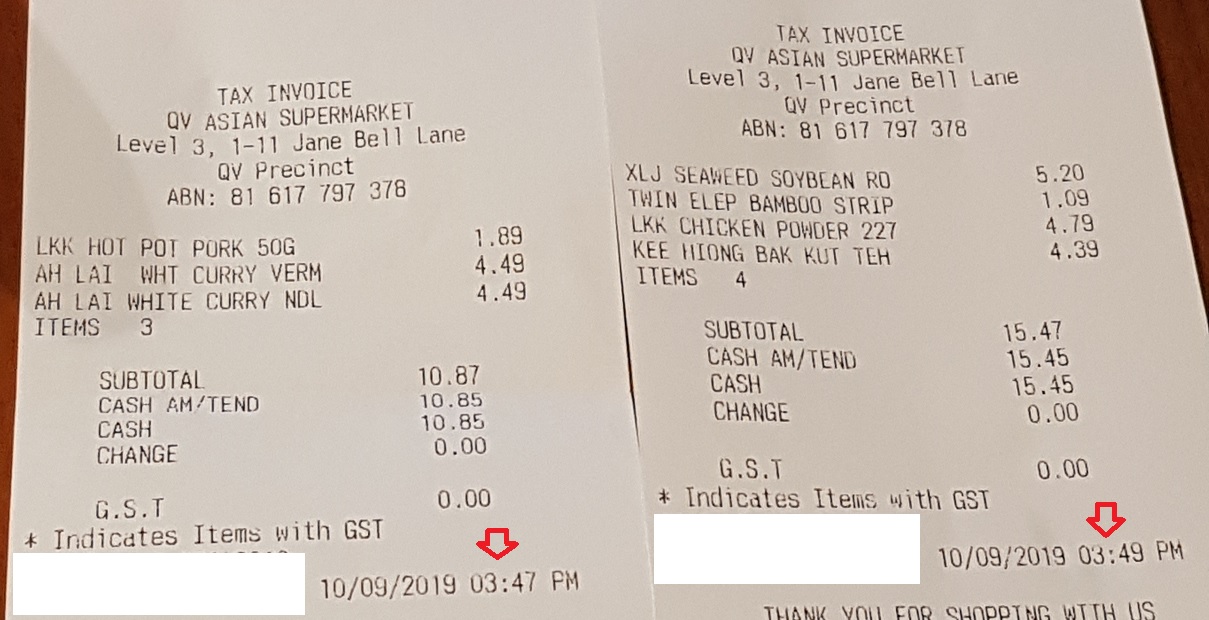 TAX INVOICE
QV ASIAN SUPERMARKET
Level 3, 1-11 Jane Bell Lane
QV Precinct
ABN: 81 617 797 378
LKK HOT POT PORK 50G 1.89
AH LAI WHT CURRY VERM 4.49
AH LAI WHITE CURRY NDL 4.49
ITEMS 3
SUBTOTAL 10.87
CASH AM/TEND 10.85
CASH 10.85
CHANGE 0.00
G.S.T 0.00
* Indicates Items with GST
10/09/2019 03:47 PM
TAX INVOICE
QV ASIAN SUPERMARKET
Level 3, 1-11 Jane Bell Lane
QV Precinct
ABN: 81 617 797 378
XLJ SEAWEED SOYBEAN RO 5.20
TWIN ELEP BAMBOO STRIP 1.09
LKK CHICKEN POWDER 227 4.79
KEE HIONG BAK KUT TEH 4.39
ITEMS 4
SUBTOTAL 15.47
CASH AM/TEND 15.45
CASH 15.45
CHANGE 0.00
G.S.T 0.00
* Indicates Items with GST
10/09/2019 03:49 PM
THANK YOU FOR SHOPPING WITH US